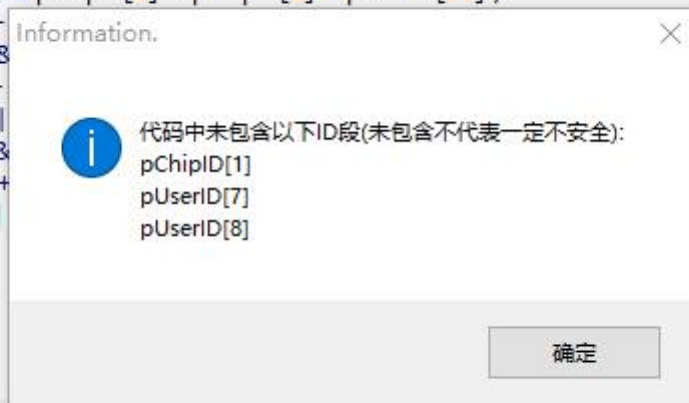 Information.
代码中未包含以下ID段(未包含不代表一定不安全):
pChipID[1]
pUserID[7]
pUserID[8]
确定